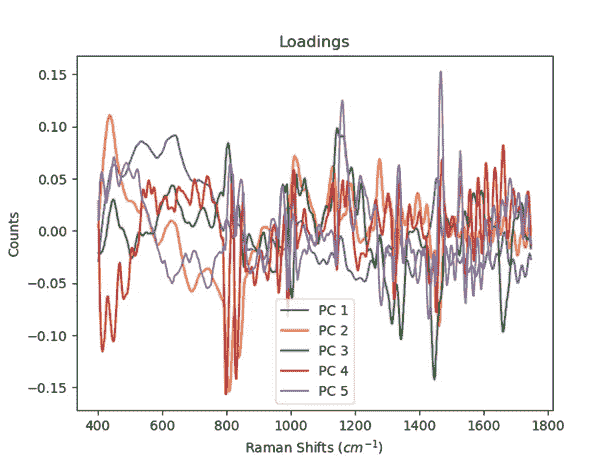 Loadings
Counts
0.15
0.10
0.05
0.00
−0.05
−0.10
−0.15
PC 1
PC 2
PC 3
PC 4
PC 5
400 600 800 1000 1200 1400 1600 1800
Raman Shifts (cm⁻¹)